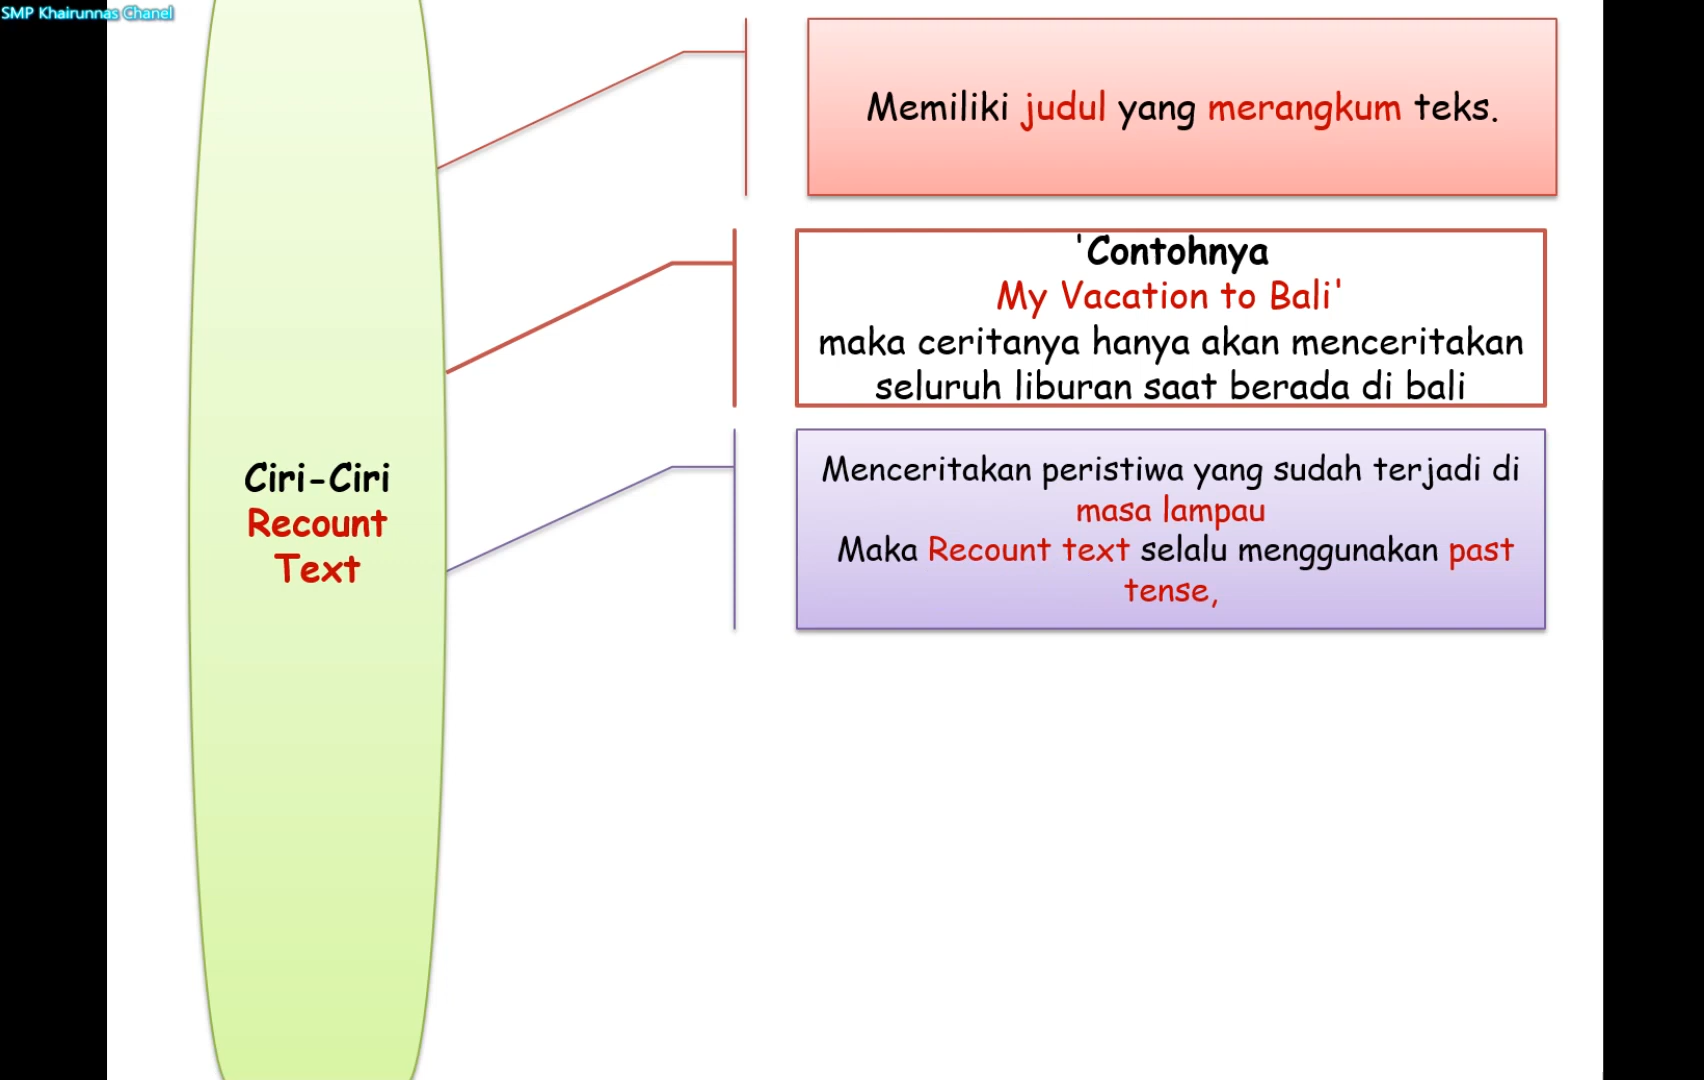 SMP Khairunnas Chanel
Memiliki judul yang merangkum teks.
'Contohnya
My Vacation to Bali'
maka ceritanya hanya akan menceritakan
seluruh liburan saat berada di bali
Ciri-Ciri
Recount
Text
Menceritakan peristiwa yang sudah terjadi di
masa lampau
Maka Recount text selalu menggunakan past
tense,